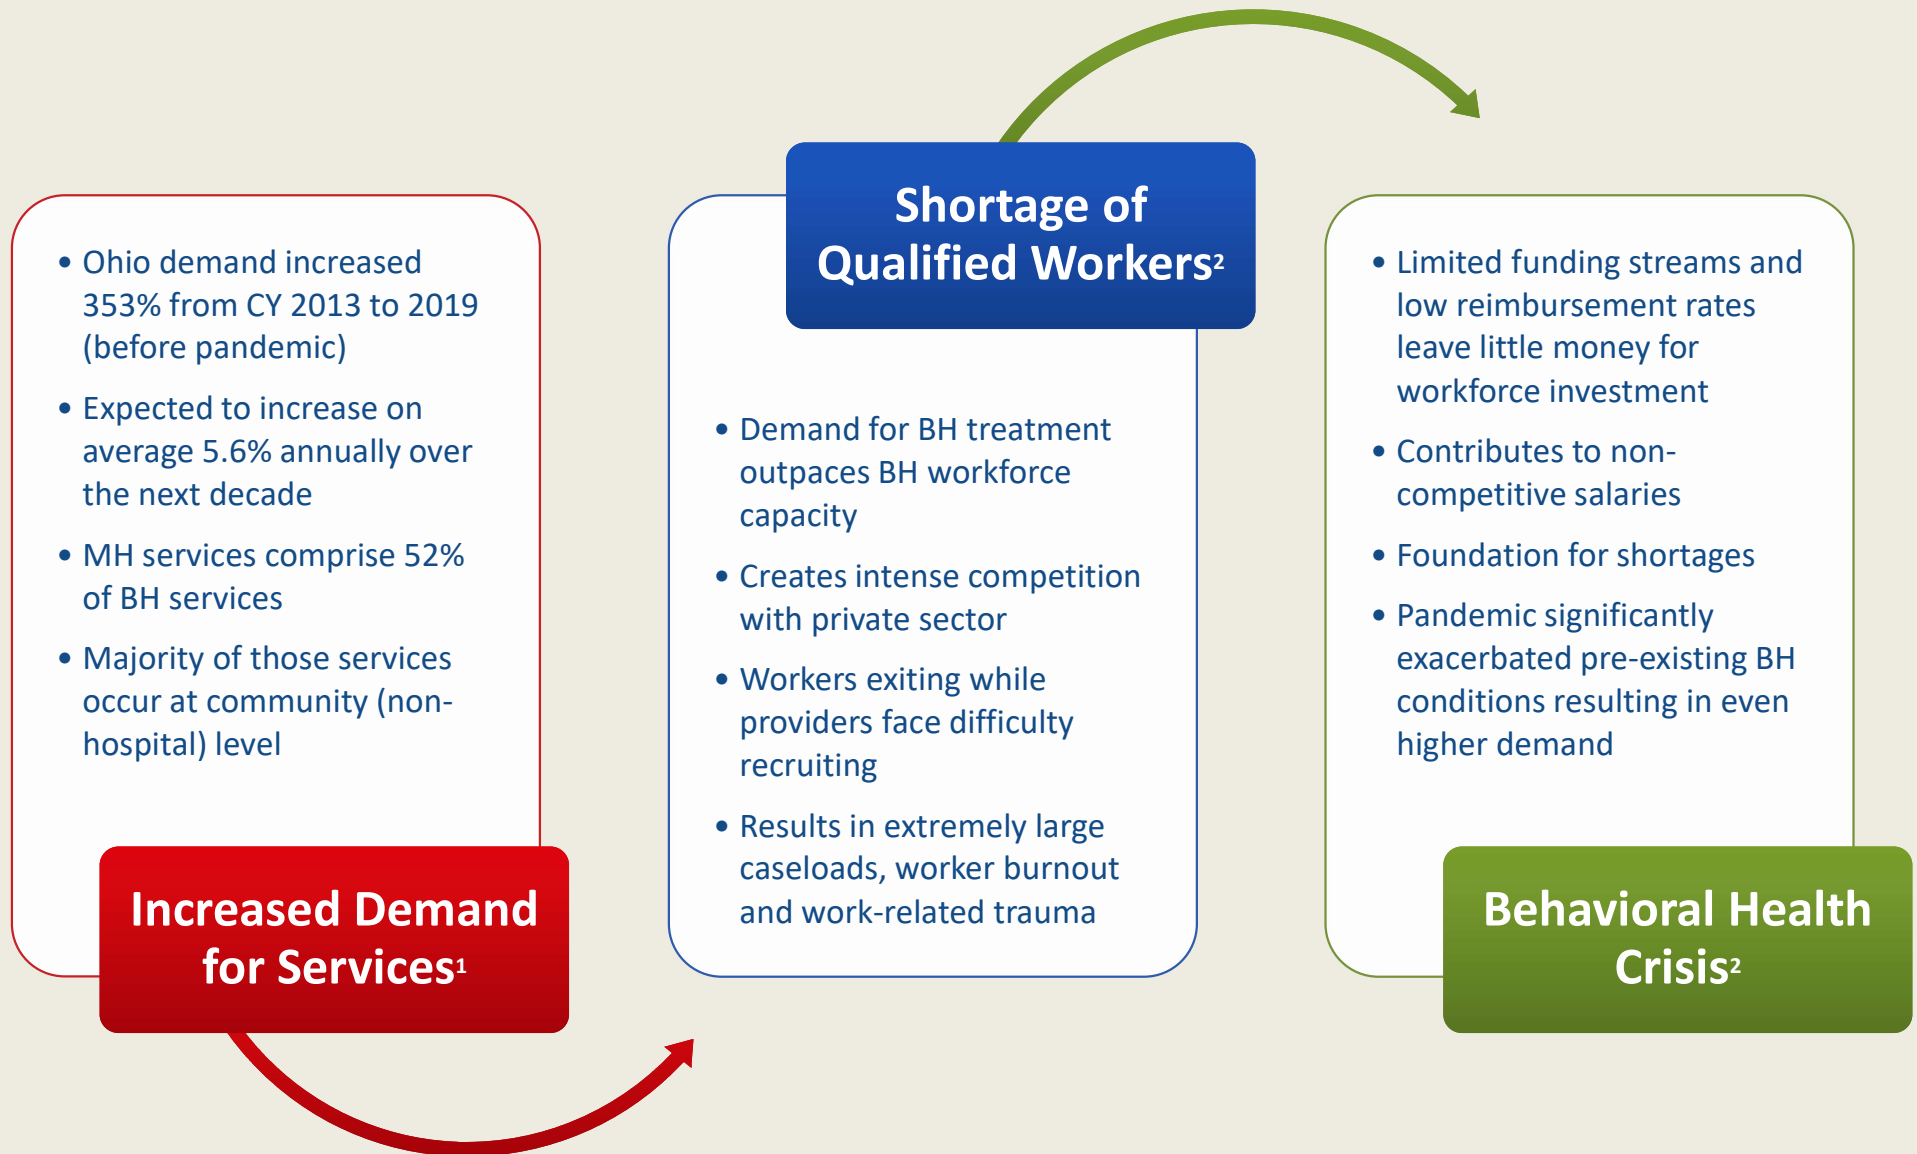 • Ohio demand increased
353% from CY 2013 to 2019
(before pandemic)
• Expected to increase on
average 5.6% annually over
the next decade
• MH services comprise 52%
of BH services
• Majority of those services
occur at community (non-
hospital) level
Increased Demand
for Services¹
Shortage of
Qualified Workers²
• Demand for BH treatment
outpaces BH workforce
capacity
• Creates intense competition
with private sector
• Workers exiting while
providers face difficulty
recruiting
• Results in extremely large
caseloads, worker burnout
and work-related trauma
• Limited funding streams and
low reimbursement rates
leave little money for
workforce investment
• Contributes to non-
competitive salaries
• Foundation for shortages
• Pandemic significantly
exacerbated pre-existing BH
conditions resulting in even
higher demand
Behavioral Health
Crisis²